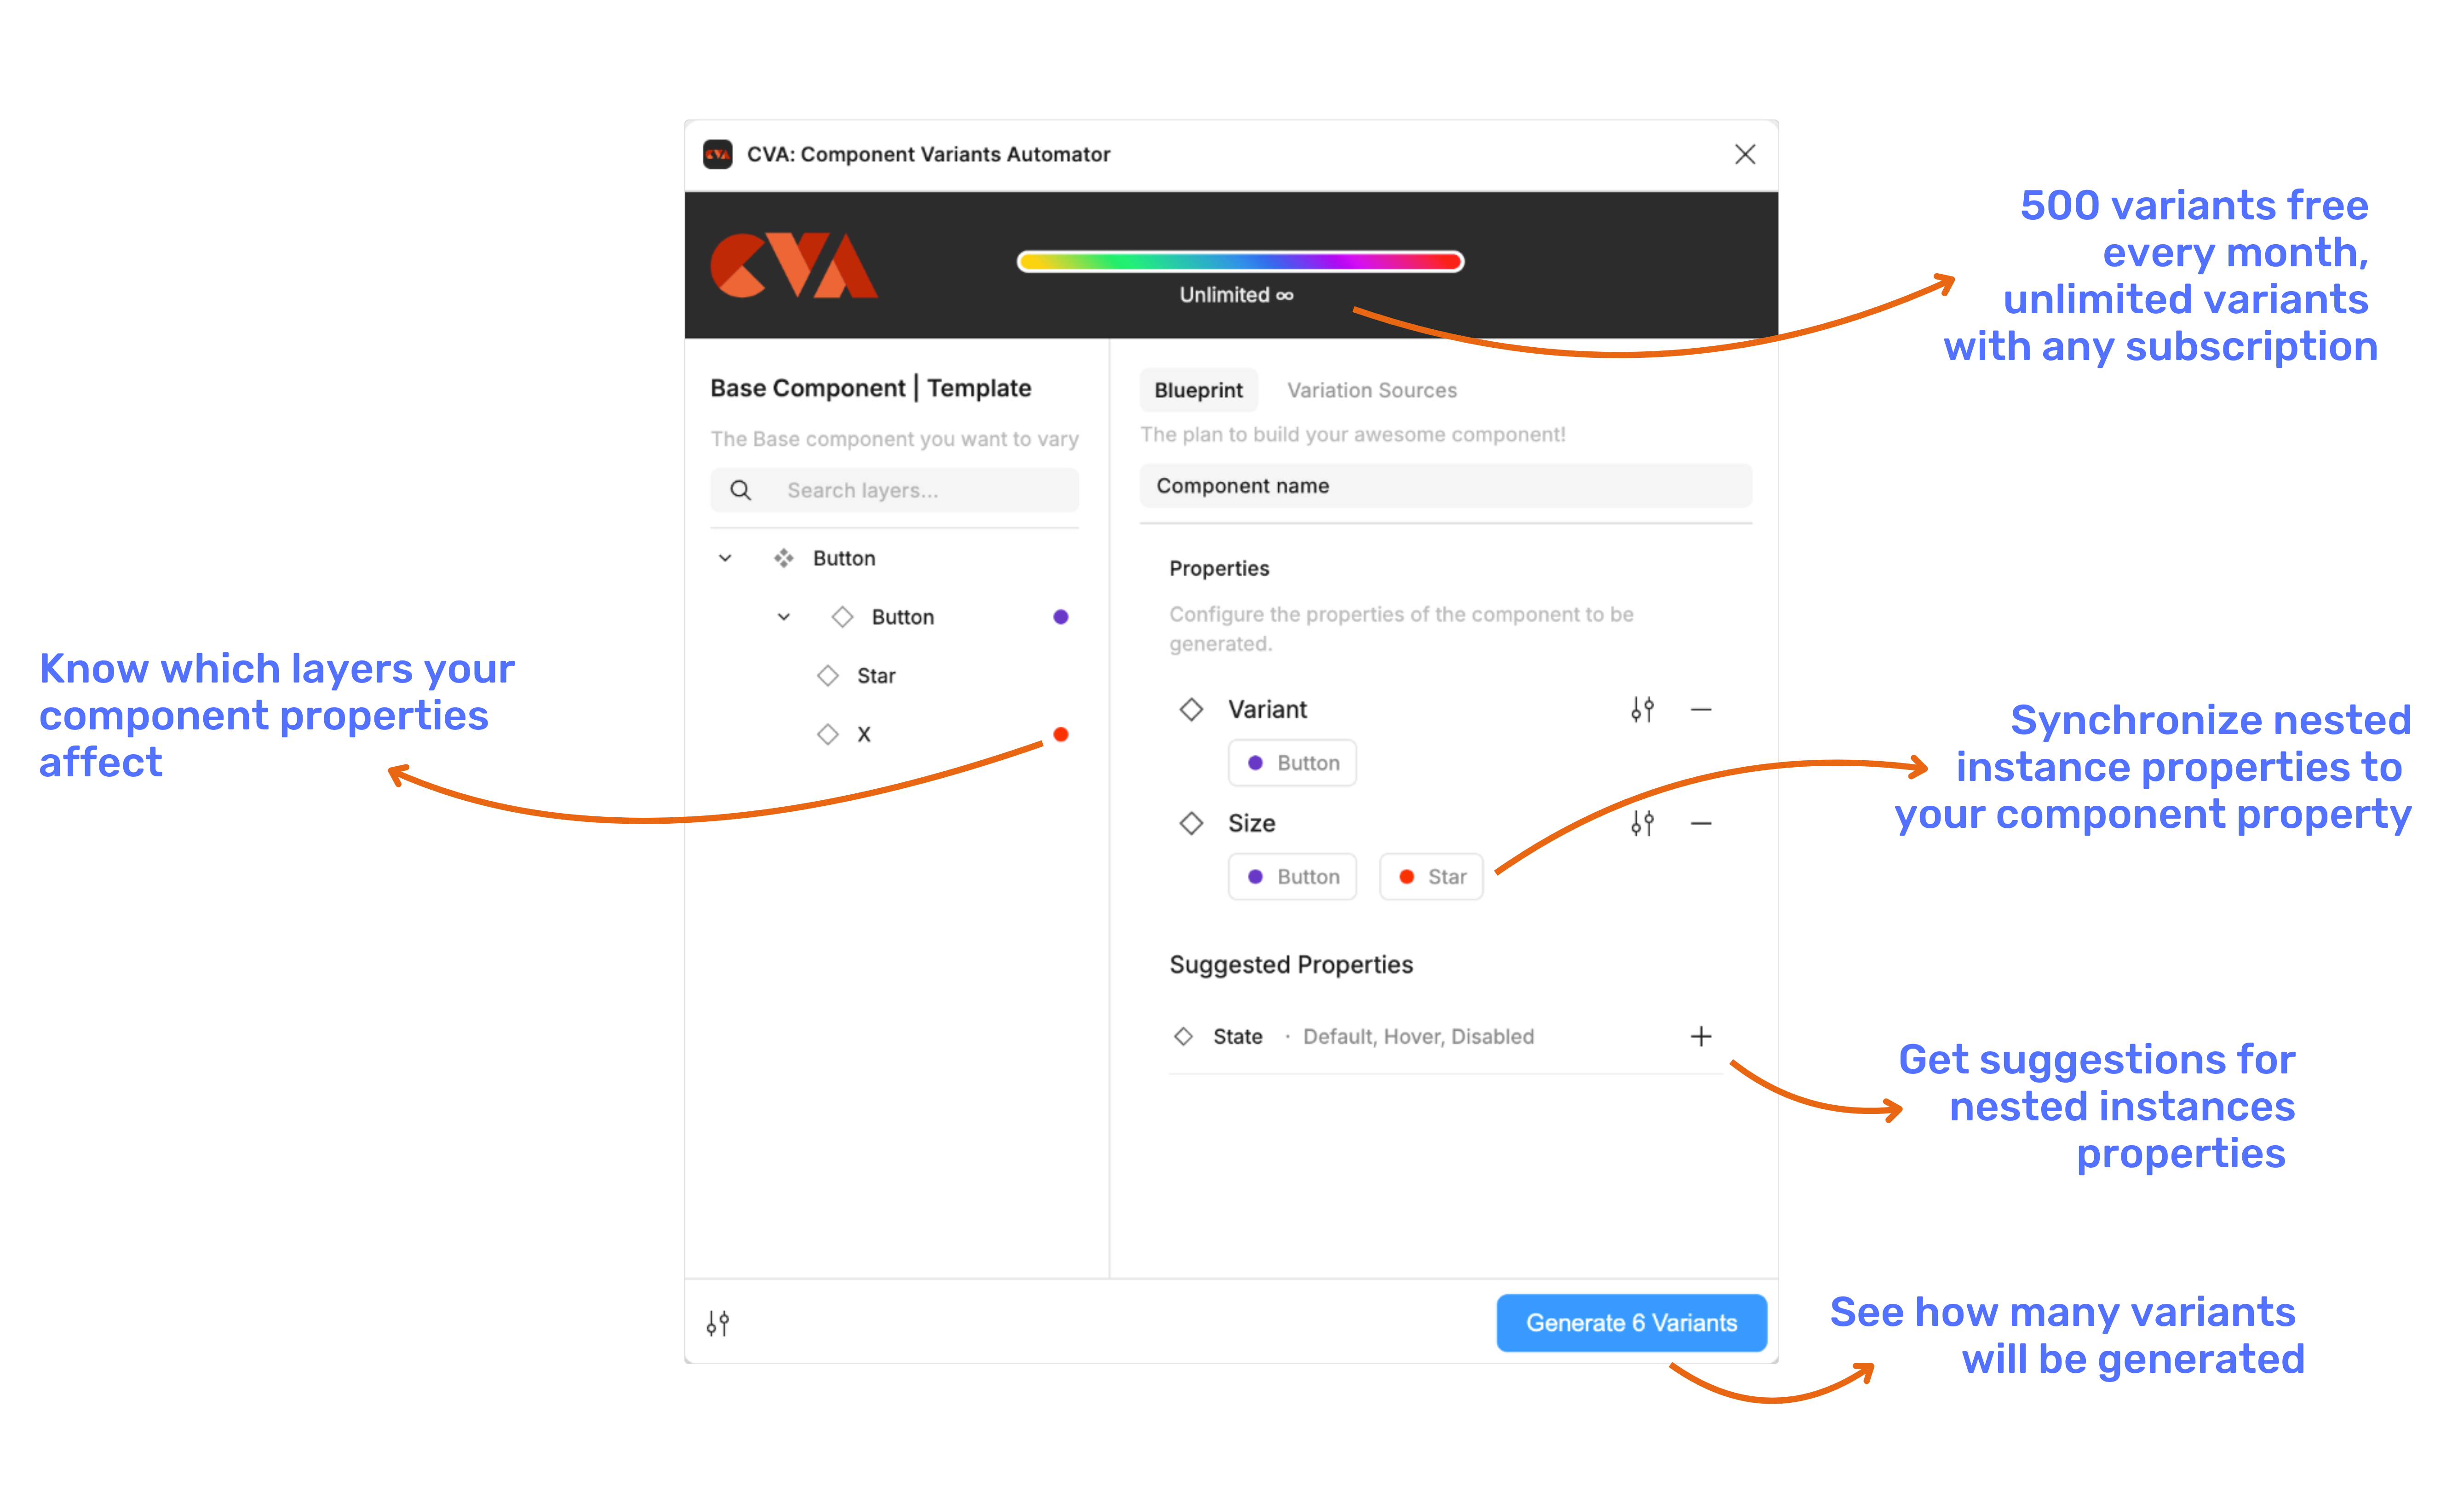 CVA: Component Variants Automator
CVA
Unlimited ∞
500 variants free
every month,
unlimited variants
with any subscription
Base Component | Template
The Base component you want to vary
Search layers...
Button
Button
Star
X
Know which layers your
component properties
affect
Blueprint
Variation Sources
The plan to build your awesome component!
Component name
Properties
Configure the properties of the component to be
generated.
Variant
Button
Size
Button
Star
Synchronize nested
instance properties to
your component property
Suggested Properties
State · Default, Hover, Disabled
Get suggestions for
nested instances
properties
Generate 6 Variants
See how many variants
will be generated